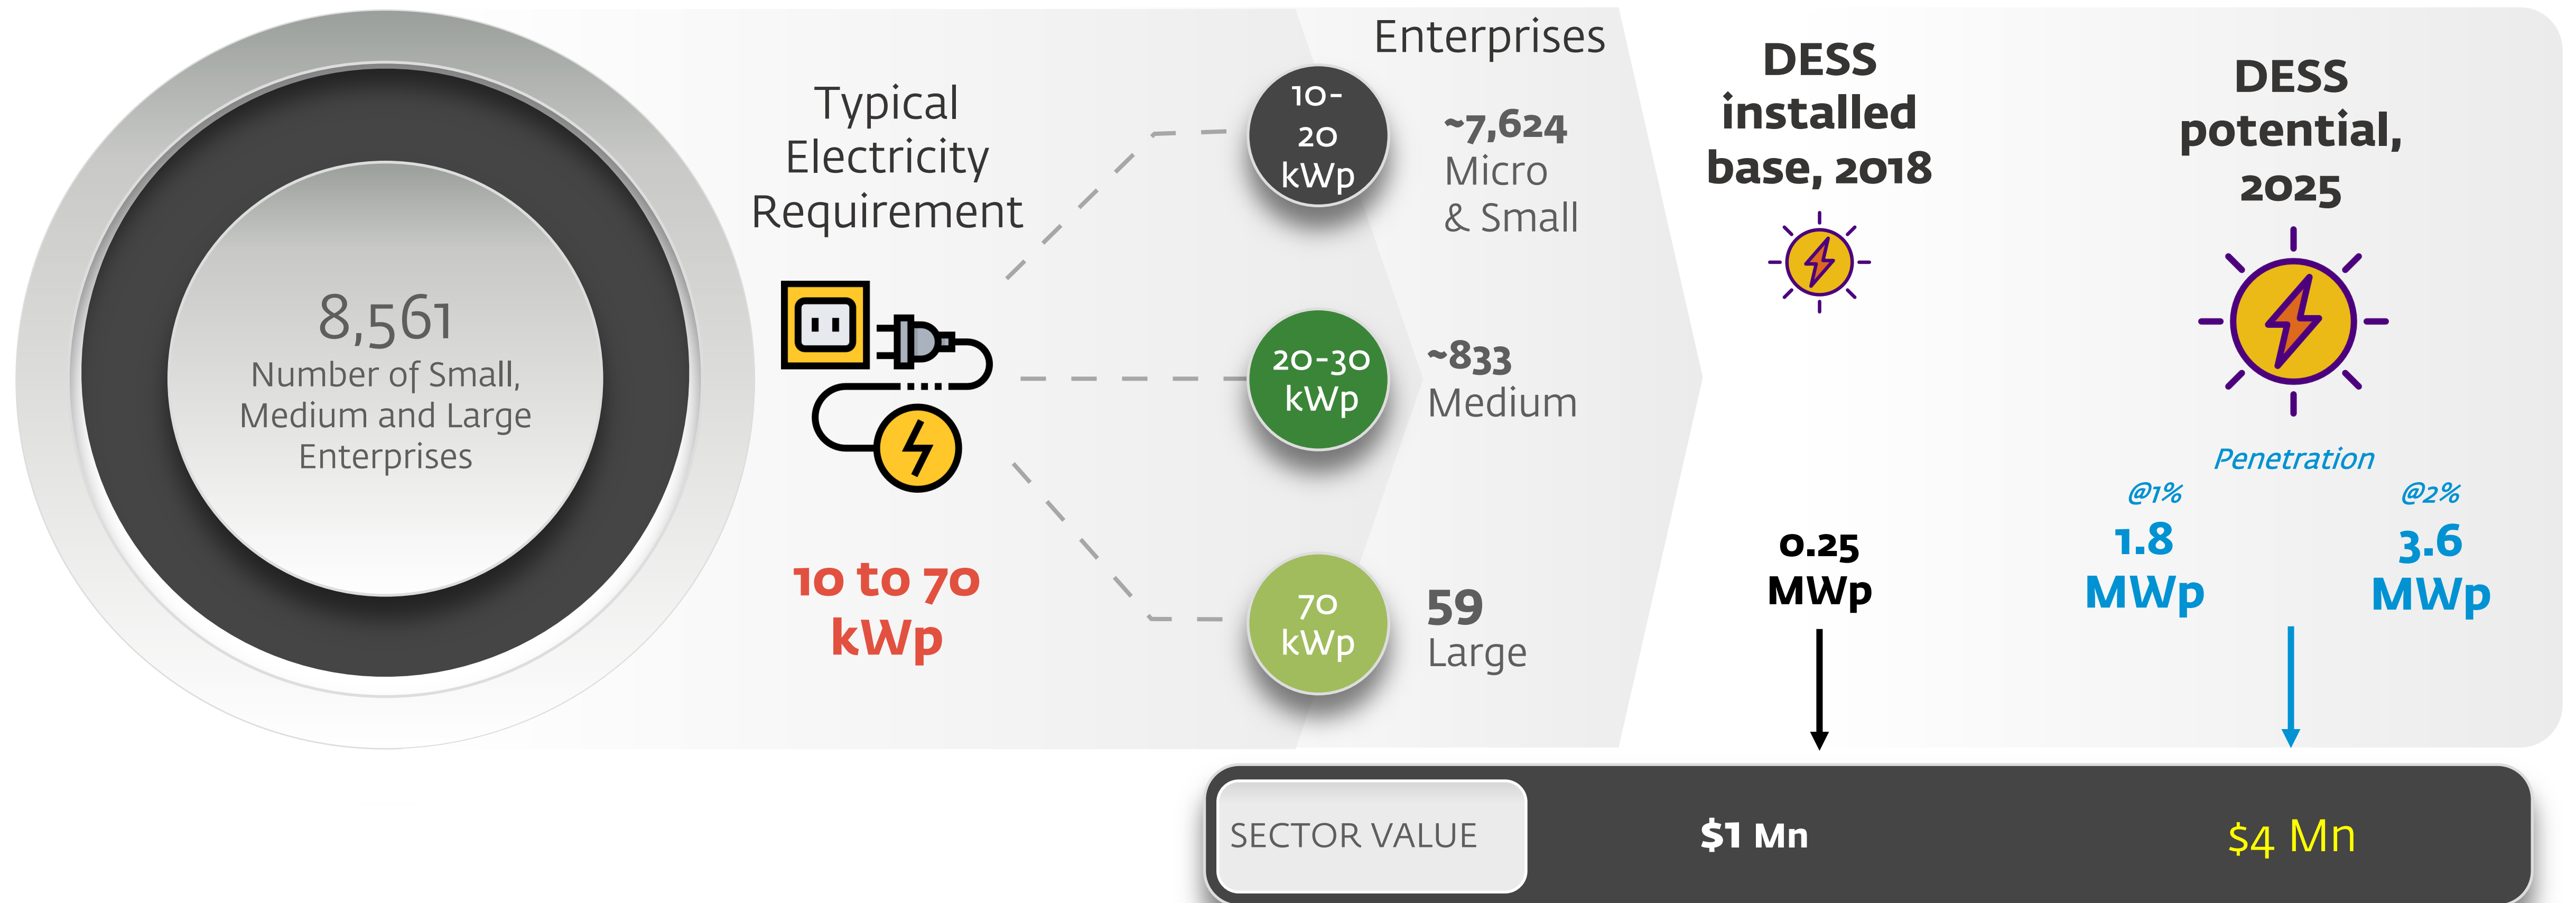 8,561
Number of Small,
Medium and Large
Enterprises
Typical
Electricity
Requirement
10 to 70
kWp
Enterprises
10-
20
kWp
~7,624
Micro
& Small
20-30
kWp
~833
Medium
70
kWp
59
Large
DESS
installed
base, 2018
0.25
MWp
DESS
potential,
2025
Penetration
@1%
1.8
MWp
@2%
3.6
MWp
SECTOR VALUE
$1 Mn
$4 Mn